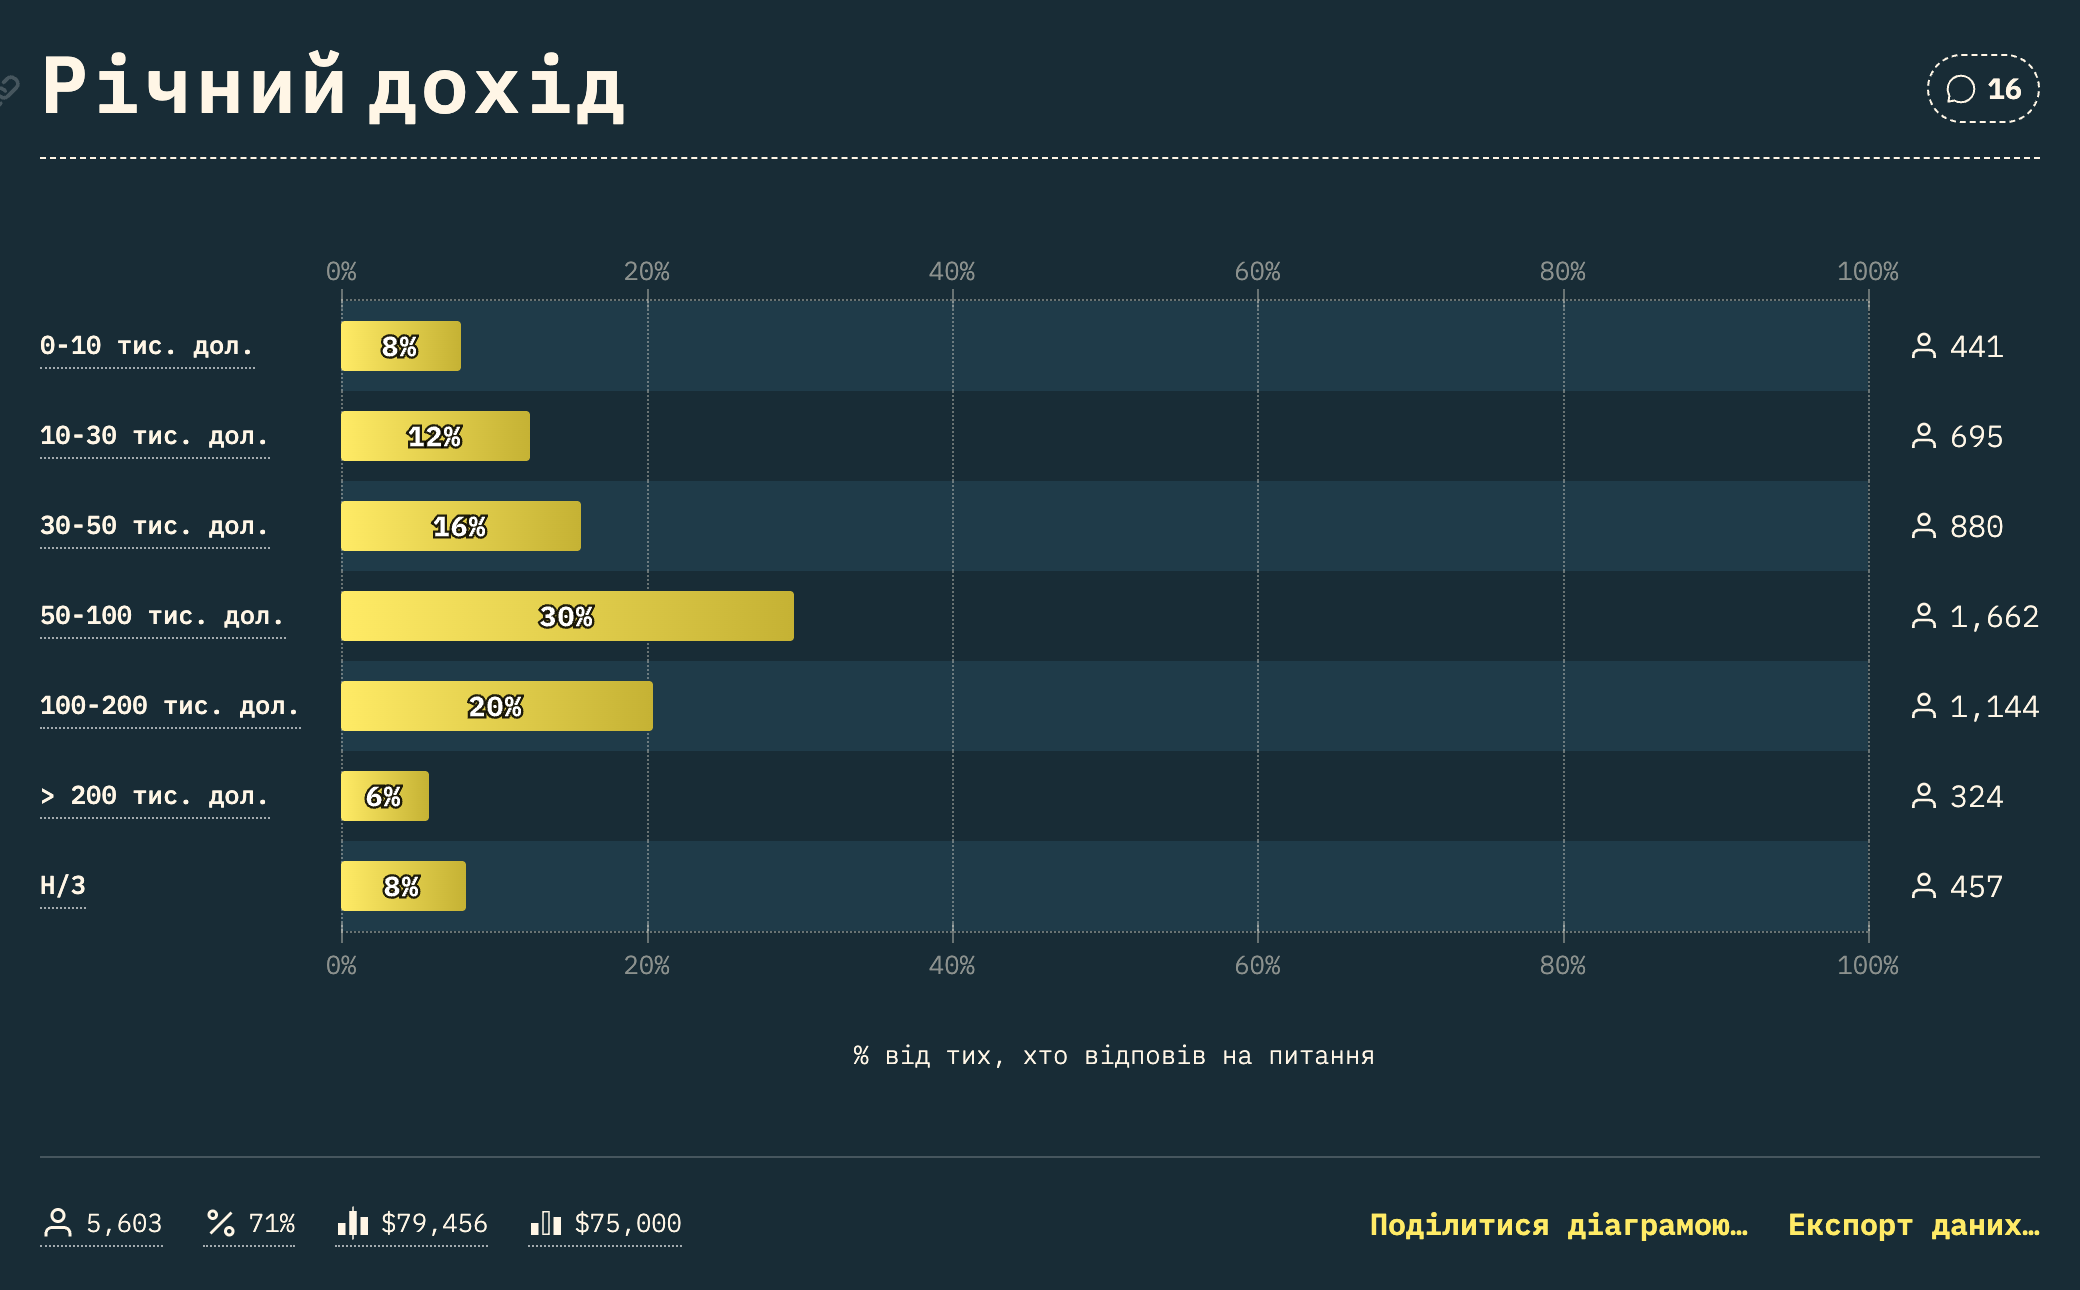 Річний дохід
16
0% 20% 40% 60% 80% 100%
0-10 тис. дол. 8% 441
10-30 тис. дол. 12% 695
30-50 тис. дол. 16% 880
50-100 тис. дол. 30% 1,662
100-200 тис. дол. 20% 1,144
> 200 тис. дол. 6% 324
Н/З 8% 457
0% 20% 40% 60% 80% 100%
% від тих, хто відповів на питання
5,603 71% $79,456 $75,000 Поділитися діаграмою… Експорт даних…